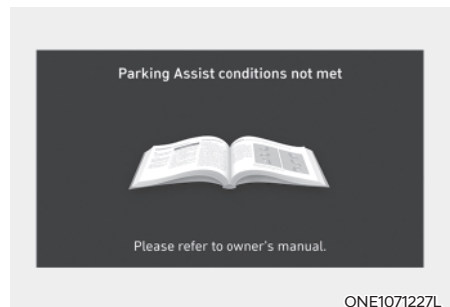 Parking Assist conditions not met
Please refer to owner's manual.
ONE1071227L